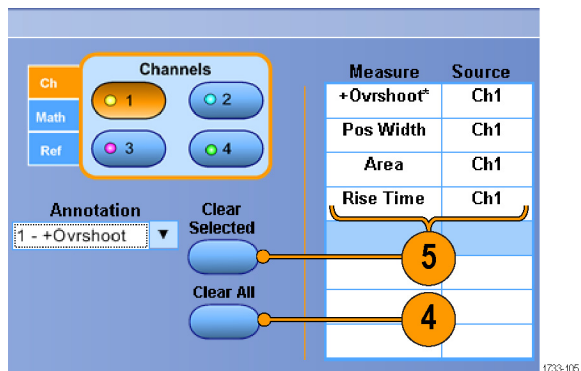 Ch
Math
Ref
Channels
1
2
3
4
Annotation
1 - +Ovrshoot
Clear
Selected
Clear All
Measure Source
+Ovrshoot* Ch1
Pos Width Ch1
Area Ch1
Rise Time Ch1
5
4
1733-105